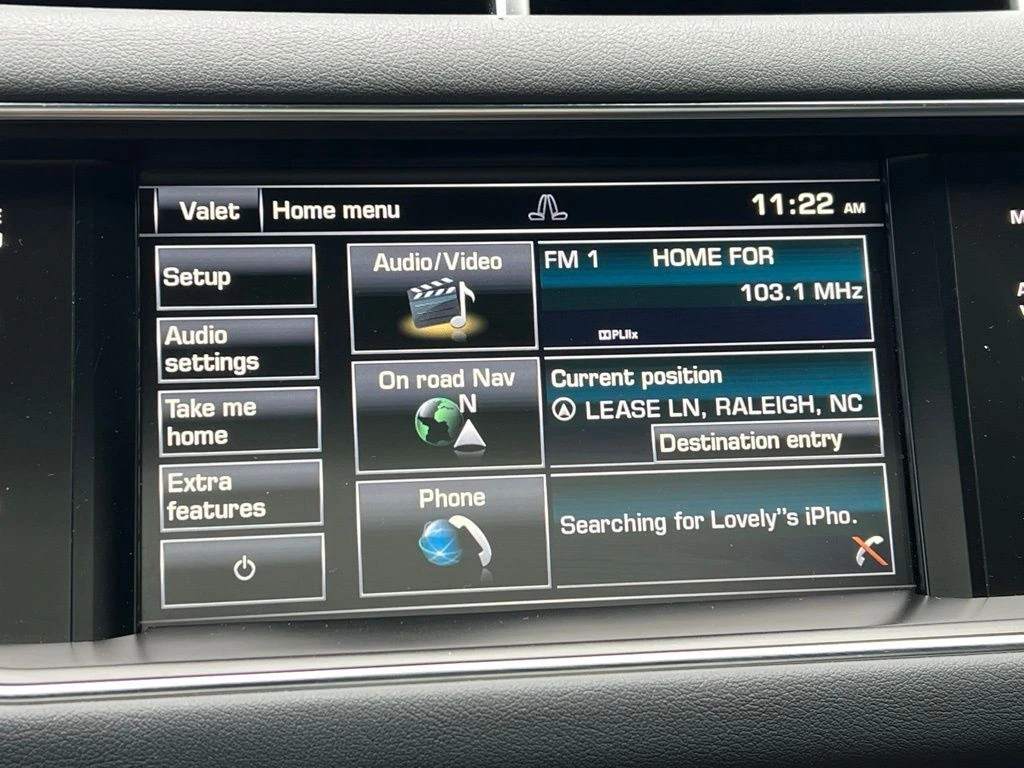 Valet
Home menu
11:22 AM
Setup
Audio
settings
Take me
home
Extra
features
Audio/Video
On road Nav
N
Phone
FM 1 HOME FOR
103.1 MHz
PLIIx
Current position
LEASE LN, RALEIGH, NC
Destination entry
Searching for Lovely"s iPho.